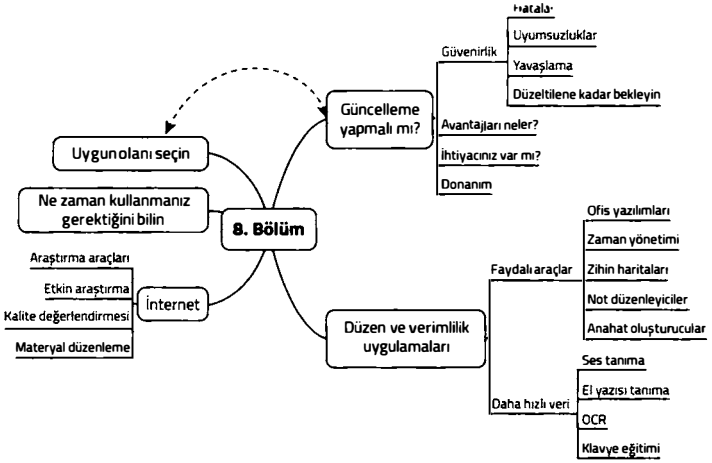 Hatalar
Güvenirlik
Uyumsuzluklar
Yavaşlama
Düzeltilene kadar bekleyin
Güncelleme
yapmalı mı?
Avantajları neler?
İhtiyacınız var mı?
Donanım
Uygun olanı seçin
Ne zaman kullanmanız
gerektiğini bilin
8. Bölüm
Araştırma araçları
Etkin araştırma
Kalite değerlendirmesi
Materyal düzenleme
İnternet
Düzen ve verimlilik
uygulamaları
Faydalı araçlar
Ofis yazılımları
Zaman yönetimi
Zihin haritaları
Not düzenleyiciler
Anahat oluşturucular
Daha hızlı veri
Ses tanıma
El yazısı tanıma
OCR
Klavye eğitimi